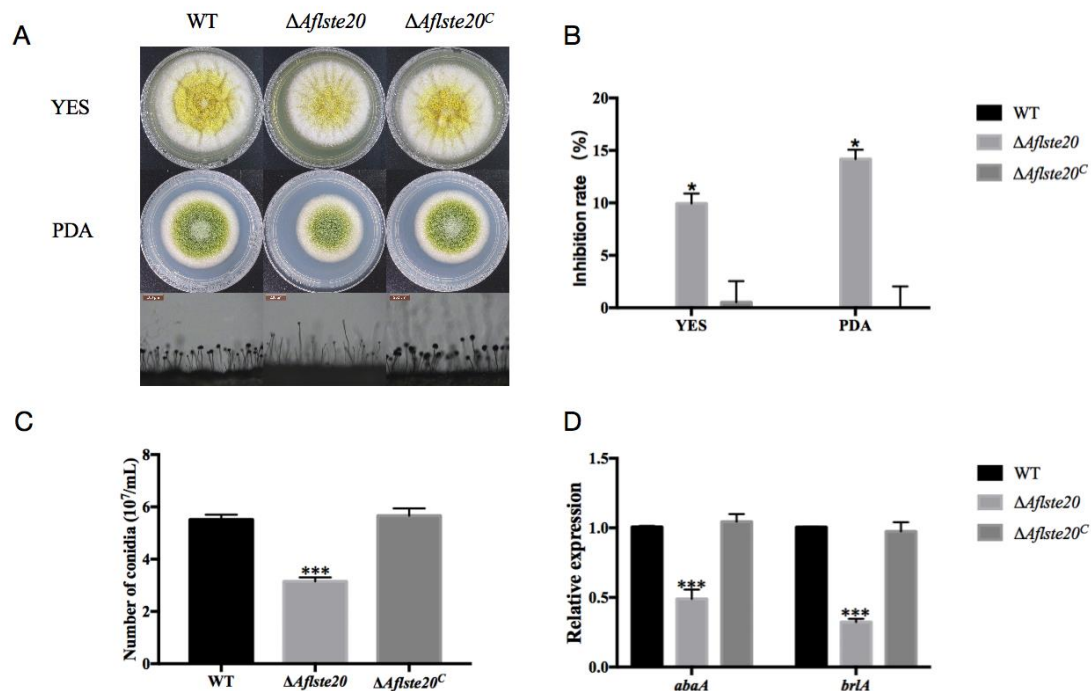 WT ΔAflste20 ΔAflste20C
A
YES
PDA
B
20
15
10
5
0
Inhibition rate (%)
* *
YES PDA
WT
ΔAflste20
ΔAflste20C
C
8
6
4
2
0
Number of conidia (10⁷/mL)
***
WT ΔAflste20 ΔAflste20C
D
1.5
1.0
0.5
0.0
Relative expression
*** ***
abaA brlA
WT
ΔAflste20
ΔAflste20C